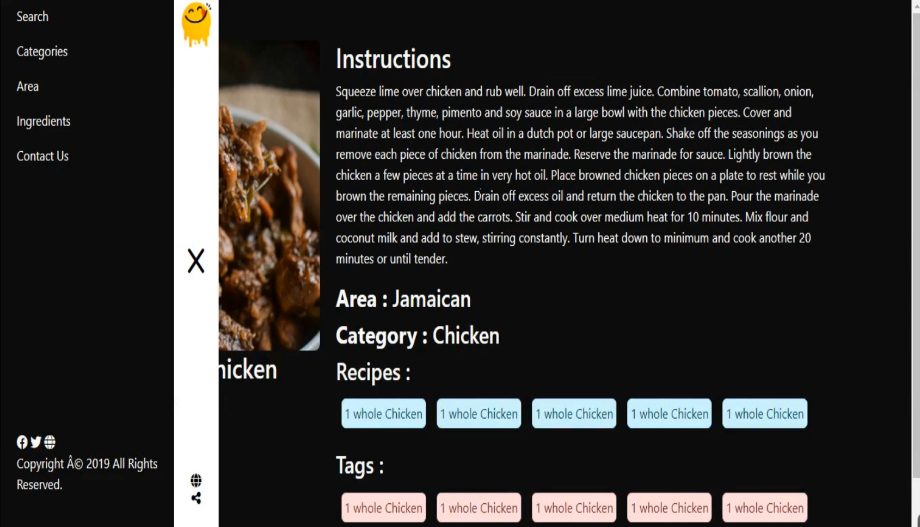 Search
Categories
Area
Ingredients
Contact Us
Copyright Â© 2019 All Rights
Reserved.
X
hicken
Instructions
Squeeze lime over chicken and rub well. Drain off excess lime juice. Combine tomato, scallion, onion,
garlic, pepper, thyme, pimento and soy sauce in a large bowl with the chicken pieces. Cover and
marinate at least one hour. Heat oil in a dutch pot or large saucepan. Shake off the seasonings as you
remove each piece of chicken from the marinade. Reserve the marinade for sauce. Lightly brown the
chicken a few pieces at a time in very hot oil. Place browned chicken pieces on a plate to rest while you
brown the remaining pieces. Drain off excess oil and return the chicken to the pan. Pour the marinade
over the chicken and add the carrots. Stir and cook over medium heat for 10 minutes. Mix flour and
coconut milk and add to stew, stirring constantly. Turn heat down to minimum and cook another 20
minutes or until tender.
Area : Jamaican
Category : Chicken
Recipes :
1 whole Chicken 1 whole Chicken 1 whole Chicken 1 whole Chicken 1 whole Chicken
Tags :
1 whole Chicken 1 whole Chicken 1 whole Chicken 1 whole Chicken 1 whole Chicken